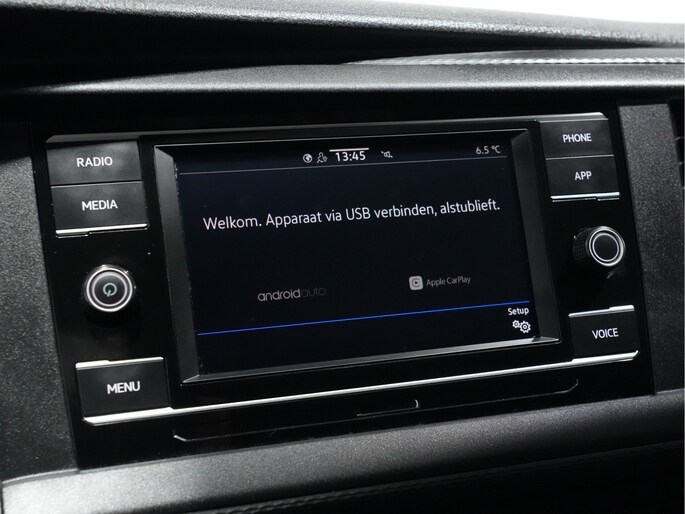 RADIO
MEDIA
MENU
13:45
6.5 °C
Welkom. Apparaat via USB verbinden, alstublieft.
androidauto
Apple CarPlay
Setup
PHONE
APP
VOICE